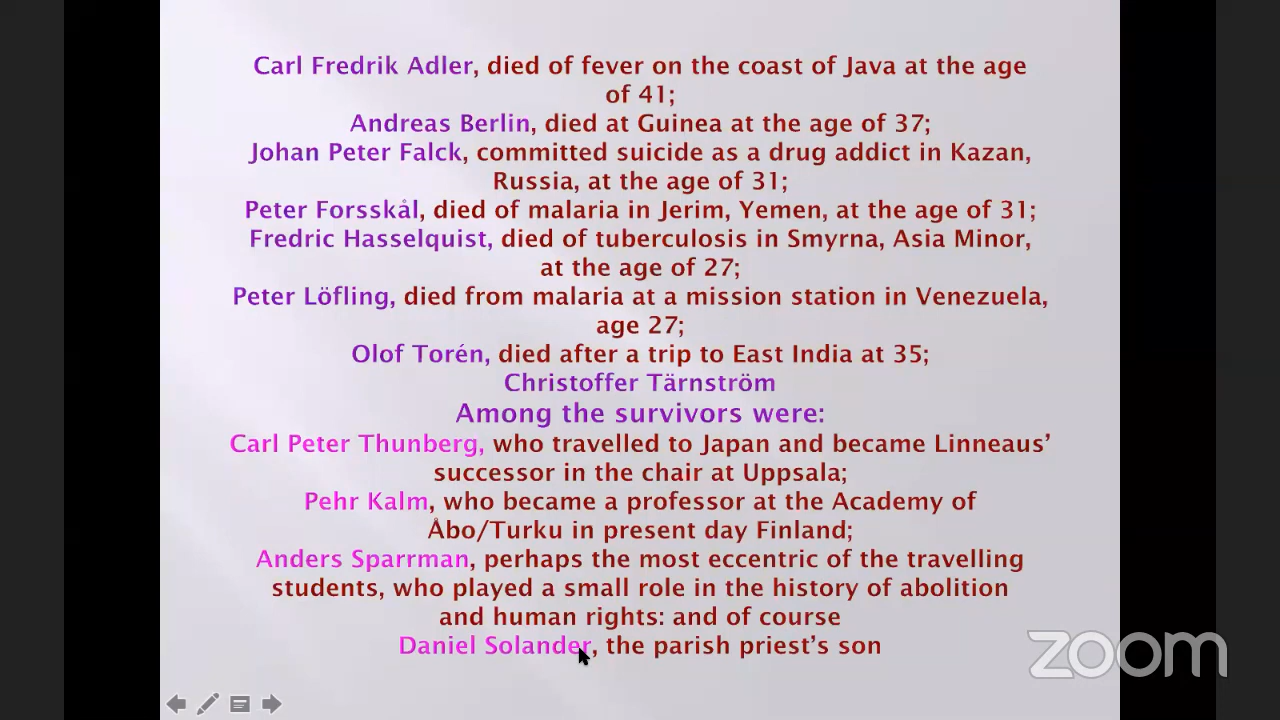 Carl Fredrik Adler, died of fever on the coast of Java at the age
of 41;
Andreas Berlin, died at Guinea at the age of 37;
Johan Peter Falck, committed suicide as a drug addict in Kazan,
Russia, at the age of 31;
Peter Forsskål, died of malaria in Jerim, Yemen, at the age of 31;
Fredric Hasselquist, died of tuberculosis in Smyrna, Asia Minor,
at the age of 27;
Peter Löfling, died from malaria at a mission station in Venezuela,
age 27;
Olof Torén, died after a trip to East India at 35;
Christoffer Tärnström
Among the survivors were:
Carl Peter Thunberg, who travelled to Japan and became Linneaus’
successor in the chair at Uppsala;
Pehr Kalm, who became a professor at the Academy of
Åbo/Turku in present day Finland;
Anders Sparrman, perhaps the most eccentric of the travelling
students, who played a small role in the history of abolition
and human rights: and of course
Daniel Solander, the parish priest’s son
zoom